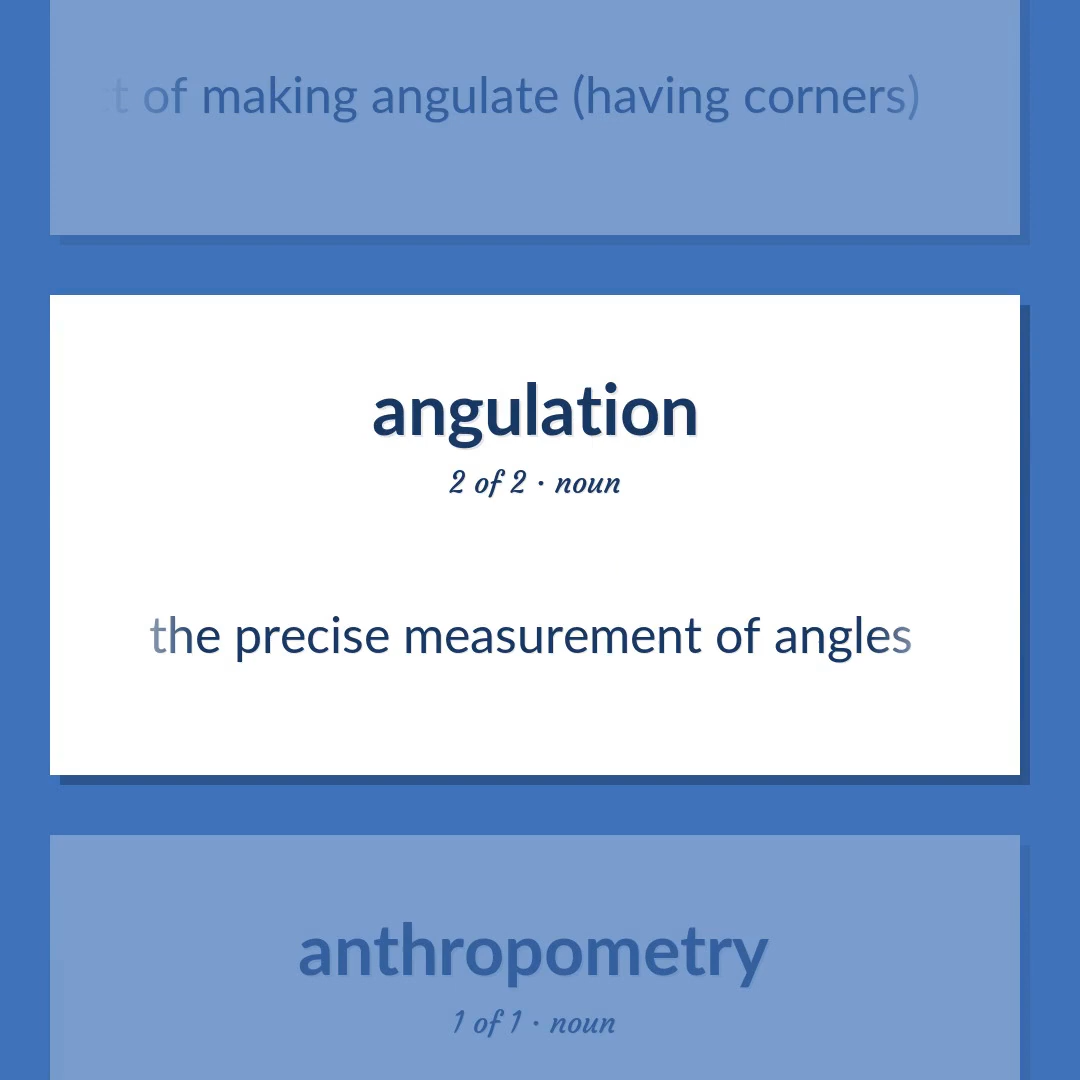 of making angulate (having corners)
angulation
2 of 2 · noun
the precise measurement of angles
anthropometry
1 of 1 · noun